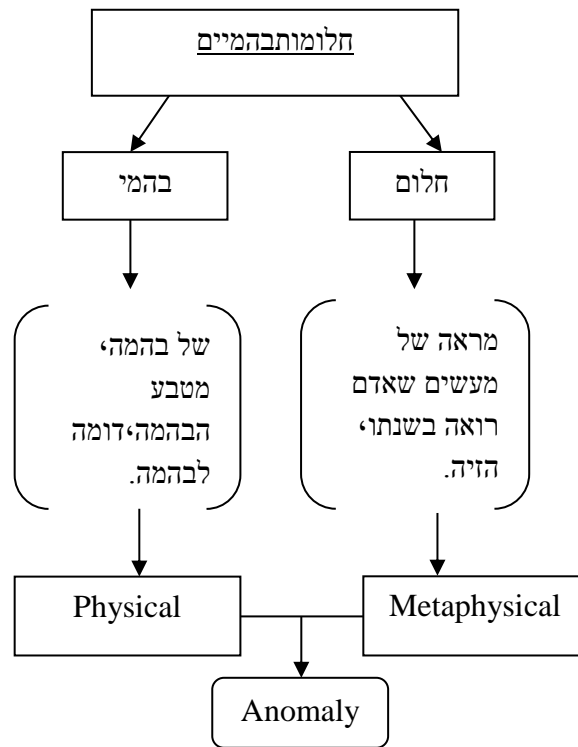 חלומותבהמיים
חלום
בהמי
מראה של
מעשים שאדם
רואה בשנתו,
הזיה.
של בהמה,
מטבע
הבהמה,דומה
לבהמה.
Physical
Metaphysical
Anomaly